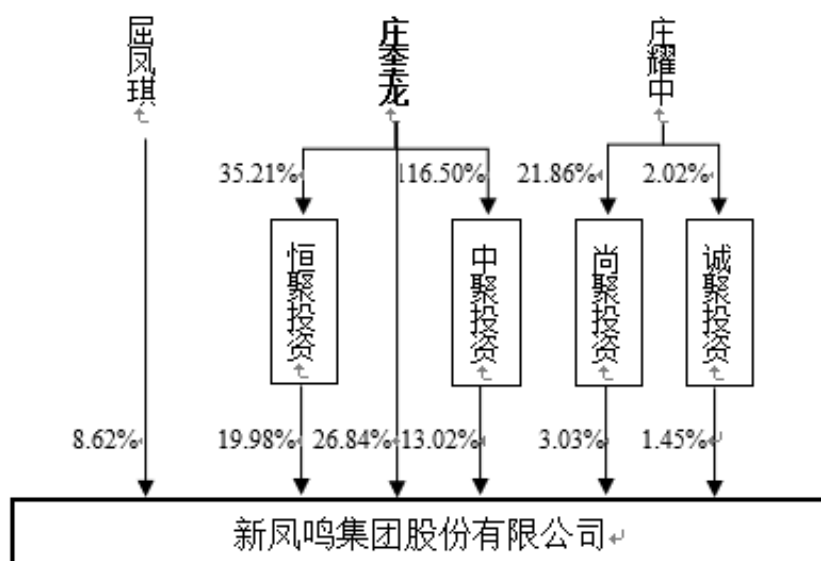 屈凤琪
庄奎龙
庄耀中
35.21%
116.50%
21.86%
2.02%
恒聚投资
中聚投资
尚聚投资
诚聚投资
8.62%
19.98%
26.84%
13.02%
3.03%
1.45%
新凤鸣集团股份有限公司